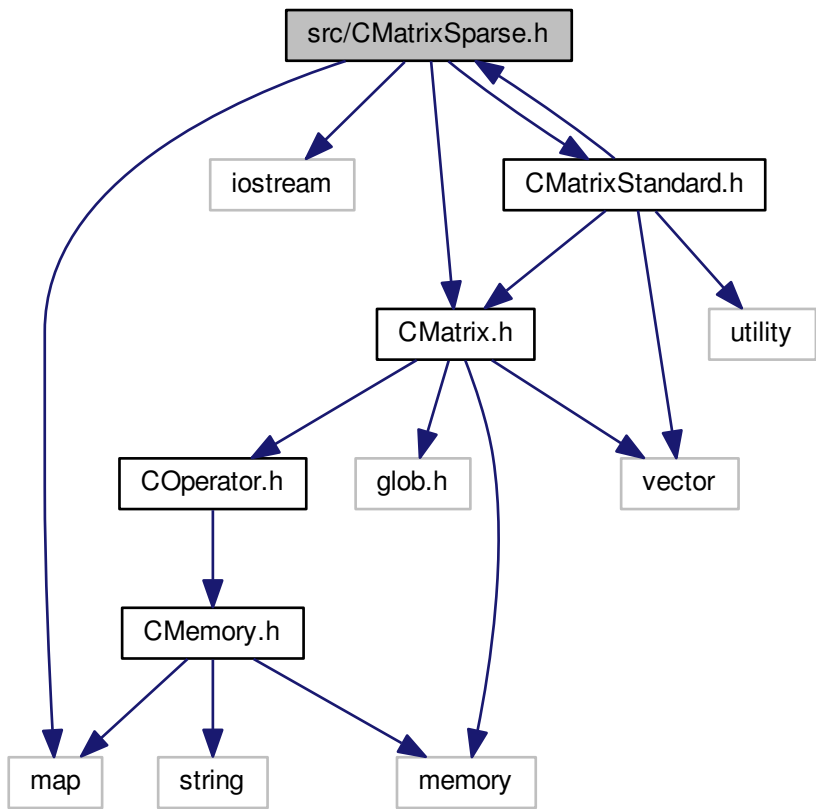 src/CMatrixSparse.h
iostream
CMatrixStandard.h
CMatrix.h
utility
COperator.h
glob.h
vector
CMemory.h
map
string
memory